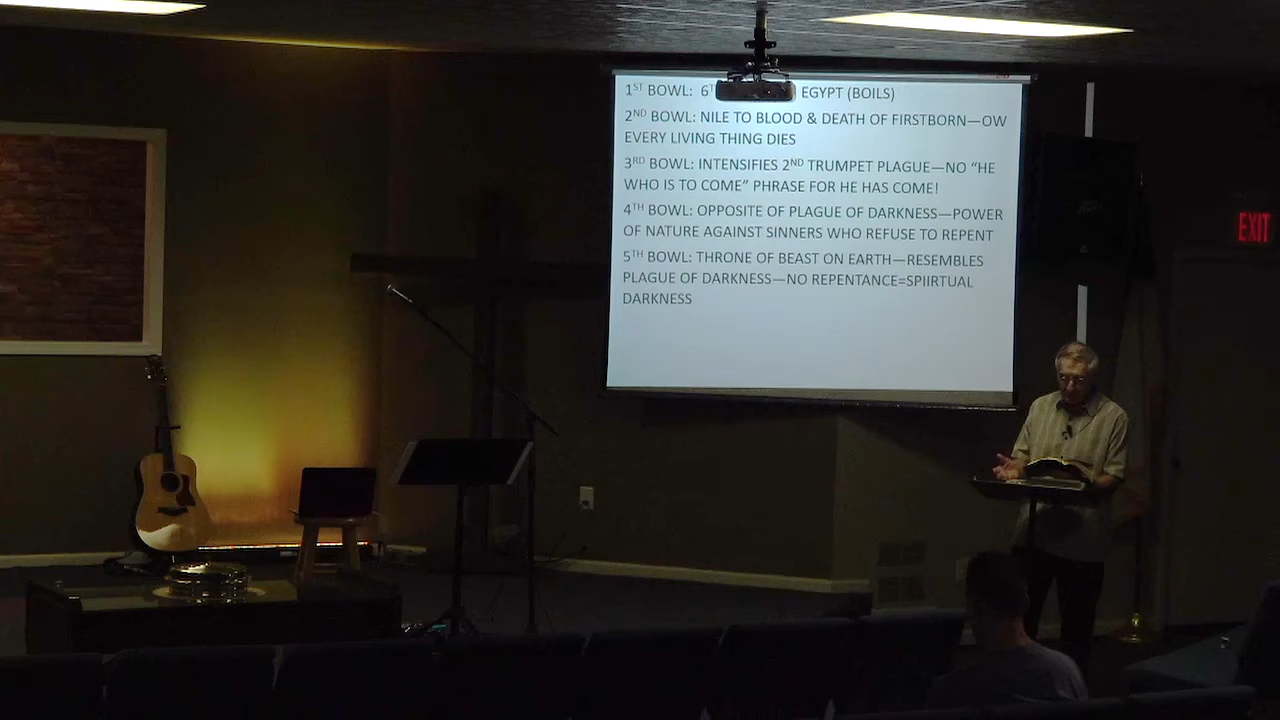 1ST BOWL: 6T EGYPT (BOILS)
2ND BOWL: NILE TO BLOOD & DEATH OF FIRSTBORN—OW
EVERY LIVING THING DIES
3RD BOWL: INTENSIFIES 2ND TRUMPET PLAGUE—NO “HE
WHO IS TO COME” PHRASE FOR HE HAS COME!
4TH BOWL: OPPOSITE OF PLAGUE OF DARKNESS—POWER
OF NATURE AGAINST SINNERS WHO REFUSE TO REPENT
5TH BOWL: THRONE OF BEAST ON EARTH—RESEMBLES
PLAGUE OF DARKNESS—NO REPENTANCE=SPIIRTUAL
DARKNESS
EXIT